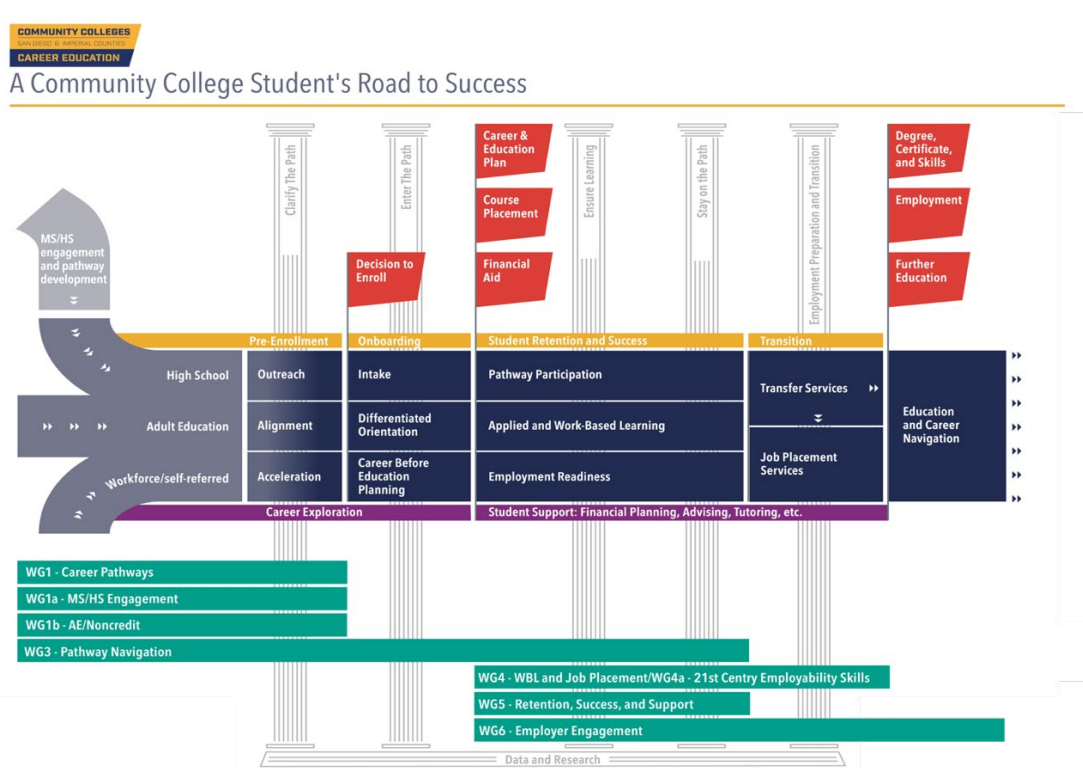 COMMUNITY COLLEGES
SAN DIEGO & IMPERIAL COUNTIES
CAREER EDUCATION
A Community College Student's Road to Success
Clarify The Path
Enter The Path
Career &
Education
Plan
Course
Placement
Financial
Aid
Ensure Learning
Stay on the Path
Employment Preparation and Transition
Degree,
Certificate,
and Skills
Employment
Further
Education
MS/HS
engagement
and pathway
development
Decision to
Enroll
Pre-Enrollment
Onboarding
Student Retention and Success
Transition
High School
Outreach
Intake
Pathway Participation
Transfer Services
Adult Education
Alignment
Differentiated
Orientation
Applied and Work-Based Learning
Education
and Career
Navigation
Workforce/self-referred
Acceleration
Career Before
Education
Planning
Employment Readiness
Job Placement
Services
Career Exploration
Student Support: Financial Planning, Advising, Tutoring, etc.
WG1 - Career Pathways
WG1a - MS/HS Engagement
WG1b - AE/Noncredit
WG3 - Pathway Navigation
WG4 - WBL and Job Placement/WG4a - 21st Centry Employability Skills
WG5 - Retention, Success, and Support
WG6 - Employer Engagement
Data and Research